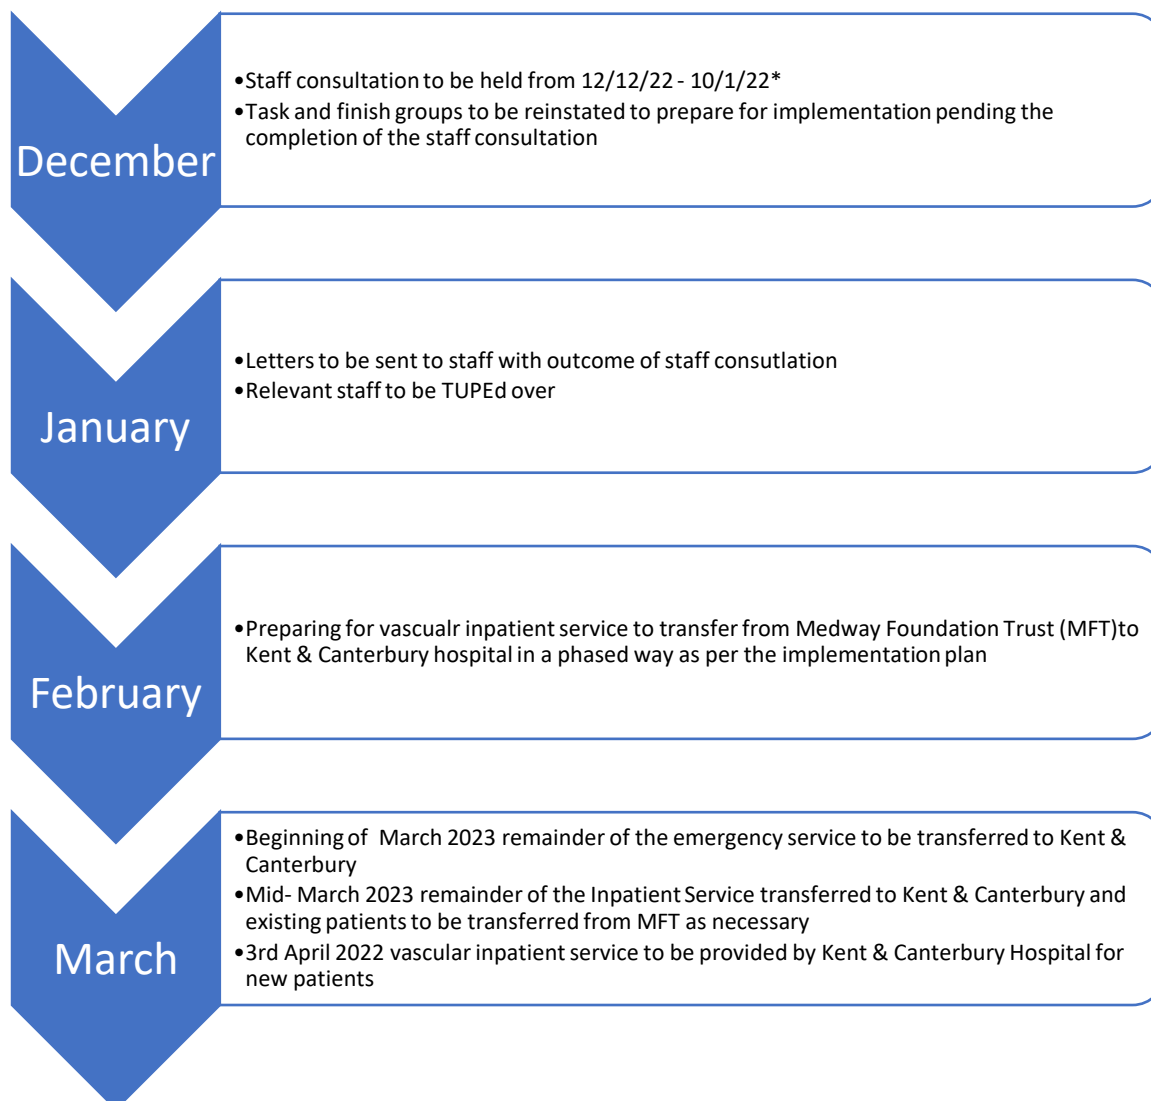 December
•Staff consultation to be held from 12/12/22 - 10/1/22*
•Task and finish groups to be reinstated to prepare for implementation pending the
completion of the staff consultation
January
•Letters to be sent to staff with outcome of staff consutlation
•Relevant staff to be TUPEd over
February
•Preparing for vascualr inpatient service to transfer from Medway Foundation Trust (MFT)to
Kent & Canterbury hospital in a phased way as per the implementation plan
March
•Beginning of March 2023 remainder of the emergency service to be transferred to Kent &
Canterbury
•Mid- March 2023 remainder of the Inpatient Service transferred to Kent & Canterbury and
existing patients to be transferred from MFT as necessary
•3rd April 2022 vascular inpatient service to be provided by Kent & Canterbury Hospital for
new patients